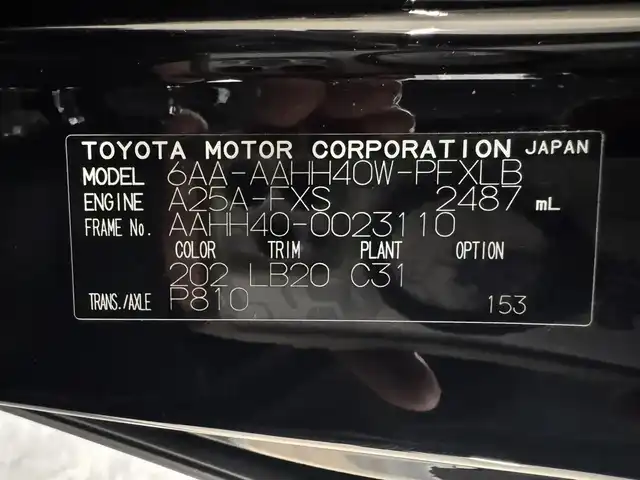 TOYOTA MOTOR CORPORATION JAPAN
MODEL 6AA-AAHH40W-PFXLB
ENGINE A25A-FXS 2487 mL
FRAME No. AAHH40-0023110
COLOR TRIM PLANT OPTION
202 LB20 C31
TRANS./AXLE P810 153